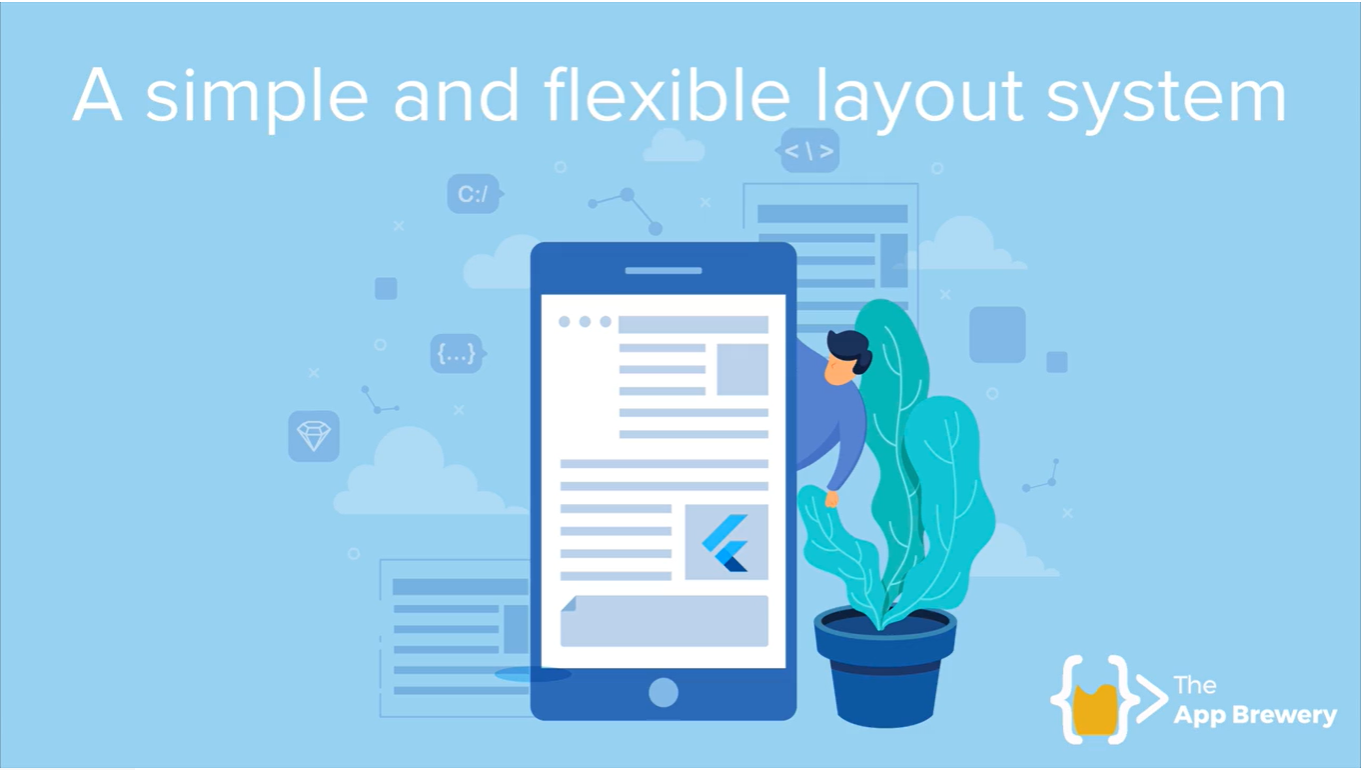 A simple and flexible layout system
<\>
C:/
{...}
The
App Brewery